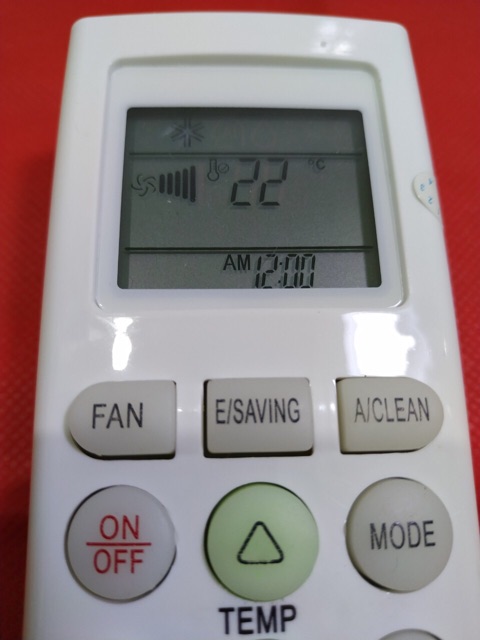 22 °C
AM 12:00
FAN E/SAVING A/CLEAN
ON
OFF
MODE
TEMP